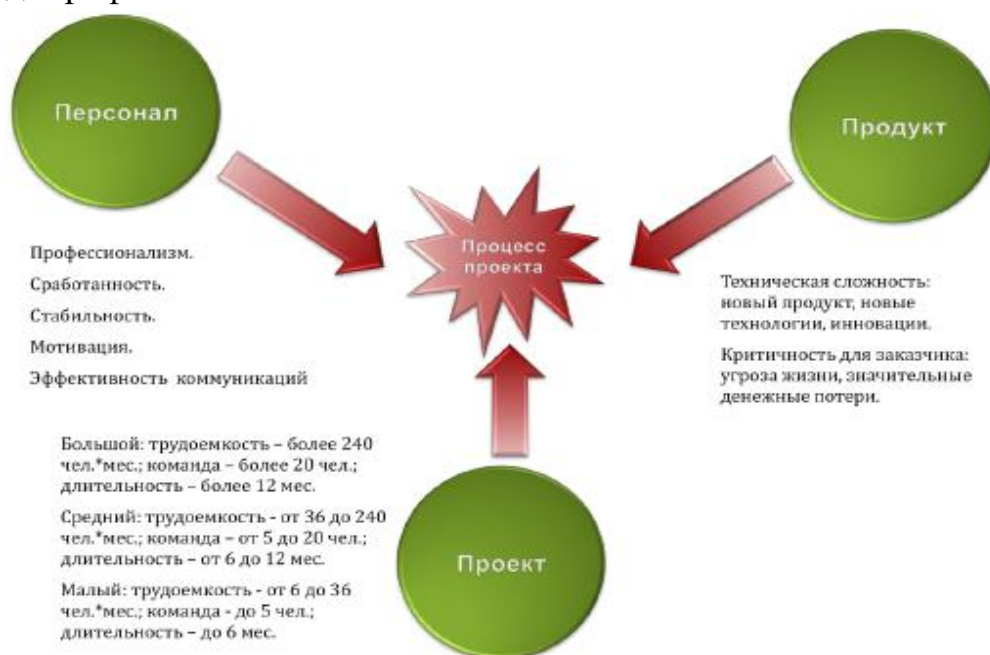 Персонал
Продукт
Процесс
проекта
Профессионализм.
Сработанность.
Стабильность.
Мотивация.
Эффективность коммуникаций
Техническая сложность:
новый продукт, новые
технологии, инновации.
Критичность для заказчика:
угроза жизни, значительные
денежные потери.
Большой: трудоемкость – более 240
чел.*мес.; команда – более 20 чел.;
длительность – более 12 мес.
Средний: трудоемкость - от 36 до 240
чел.*мес.; команда – от 5 до 20 чел.;
длительность – от 6 до 12 мес.
Малый: трудоемкость - от 6 до 36
чел.*мес.; команда - до 5 чел.;
длительность – до 6 мес.
Проект